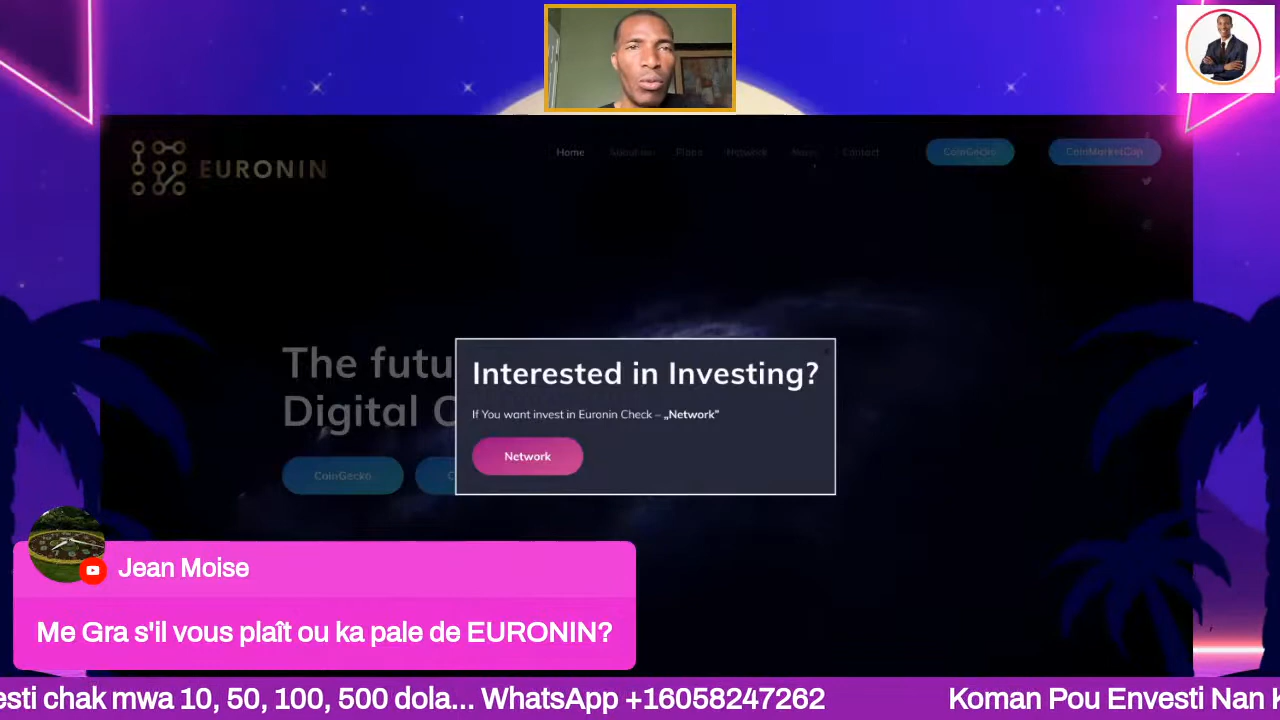 EURONIN
Home
Plans
Network
News
Contact
CoinGecko
CoinMarketCap
The futu
Digital C
CoinGecko
Interested in Investing?
If You want invest in Euronin Check – „Network”
Network
Jean Moise
Me Gra s'il vous plaît ou ka pale de EURONIN?
esti chak mwa 10, 50, 100, 500 dola... WhatsApp +16058247262
Koman Pou Envesti Nan K